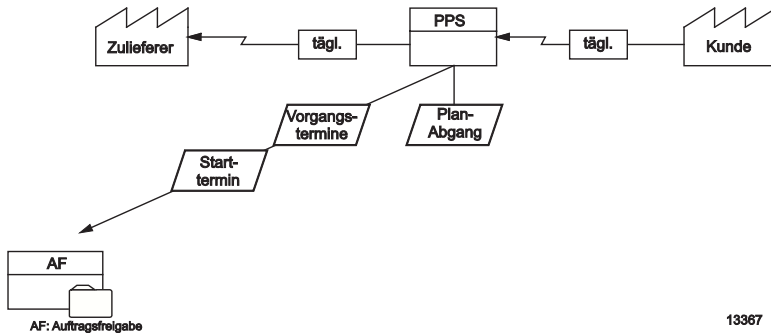 Zulieferer
tägl.
PPS
tägl.
Kunde
Vorgangs-
termine
Plan-
Abgang
Start-
termin
AF
AF: Auftragsfreigabe
13367